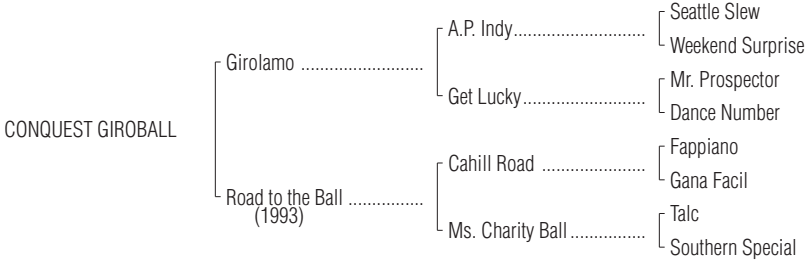 Seattle Slew
A.P. Indy..............................
Weekend Surprise
Girolamo ...........................
Mr. Prospector
Get Lucky............................
Dance Number
CONQUEST GIROBALL
Fappiano
Cahill Road .......................
Gana Facil
Road to the Ball .................
(1993)
Talc
Ms. Charity Ball.................
Southern Special